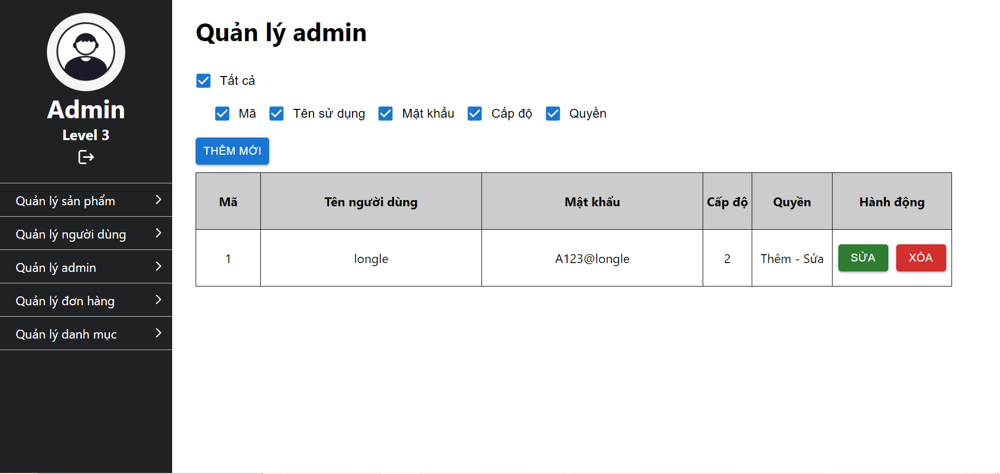 Admin
Level 3
Quản lý sản phẩm
Quản lý người dùng
Quản lý admin
Quản lý đơn hàng
Quản lý danh mục
Quản lý admin
Tất cả
Mã Tên sử dụng Mật khẩu Cấp độ Quyền
THÊM MỚI
Mã Tên người dùng Mật khẩu Cấp độ Quyền Hành động
1 longle A123@longle 2 Thêm - Sửa SỬA XÓA